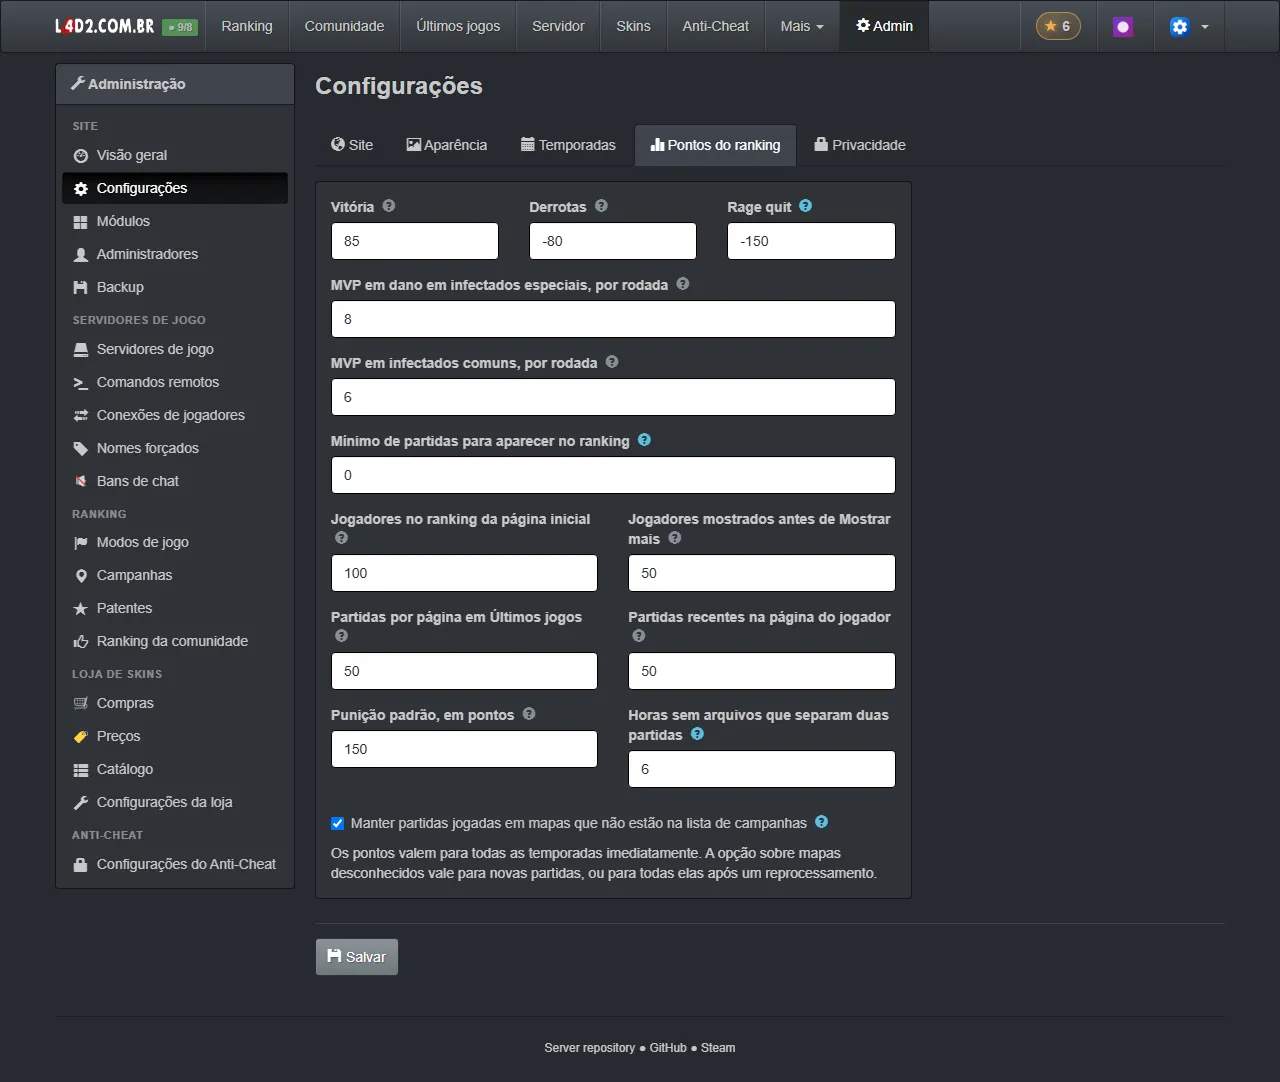 L4D2.COM.BR 9/8 Ranking Comunidade Últimos jogos Servidor Skins Anti-Cheat Mais Admin 6
Administração
SITE
Visão geral
Configurações
Módulos
Administradores
Backup
SERVIDORES DE JOGO
Servidores de jogo
Comandos remotos
Conexões de jogadores
Nomes forçados
Bans de chat
RANKING
Modos de jogo
Campanhas
Patentes
Ranking da comunidade
LOJA DE SKINS
Compras
Preços
Catálogo
Configurações da loja
ANTI-CHEAT
Configurações do Anti-Cheat
Configurações
Site Aparência Temporadas Pontos do ranking Privacidade
Vitória ? Derrotas ? Rage quit ?
85 -80 -150
MVP em dano em infectados especiais, por rodada ?
8
MVP em infectados comuns, por rodada ?
6
Mínimo de partidas para aparecer no ranking ?
0
Jogadores no ranking da página inicial ?
100
Jogadores mostrados antes de Mostrar
mais ?
50
Partidas por página em Últimos jogos ?
50
Partidas recentes na página do jogador ?
50
Punição padrão, em pontos ?
150
Horas sem arquivos que separam duas
partidas ?
6
Manter partidas jogadas em mapas que não estão na lista de campanhas ?
Os pontos valem para todas as temporadas imediatamente. A opção sobre mapas
desconhecidos vale para novas partidas, ou para todas elas após um reprocessamento.
Salvar
Server repository ● GitHub ● Steam